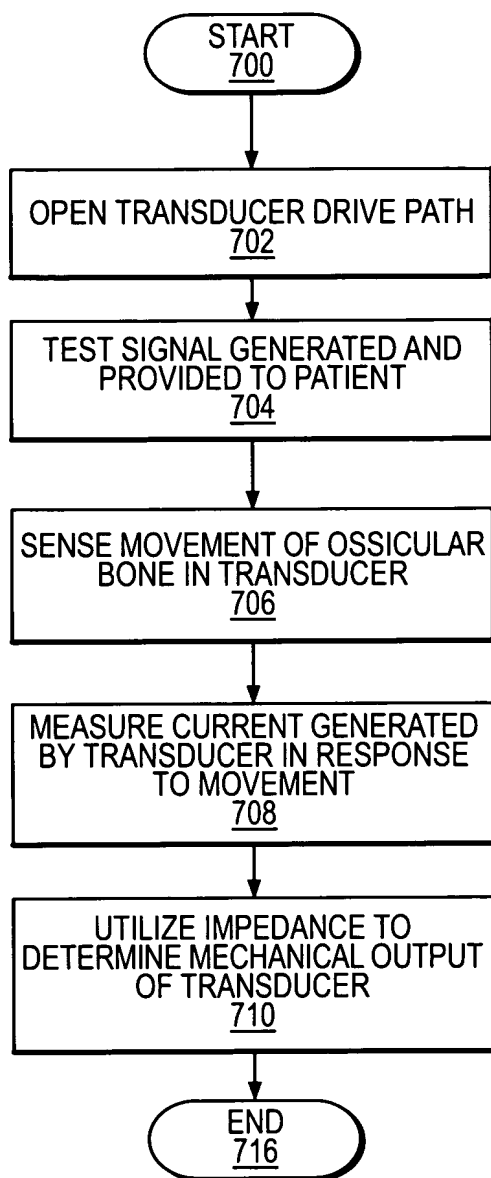 START
700
OPEN TRANSDUCER DRIVE PATH
702
TEST SIGNAL GENERATED AND
PROVIDED TO PATIENT
704
SENSE MOVEMENT OF OSSICULAR
BONE IN TRANSDUCER
706
MEASURE CURRENT GENERATED
BY TRANSDUCER IN RESPONSE
TO MOVEMENT
708
UTILIZE IMPEDANCE TO
DETERMINE MECHANICAL OUTPUT
OF TRANSDUCER
710
END
716